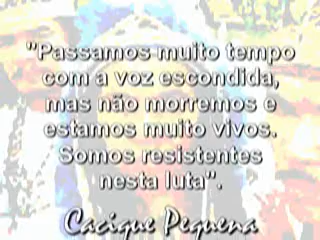 "Passamos muito tempo
com a voz escondida,
mas não morremos e
estamos muito vivos.
Somos resistentes
nesta luta".
Cacique Pequena